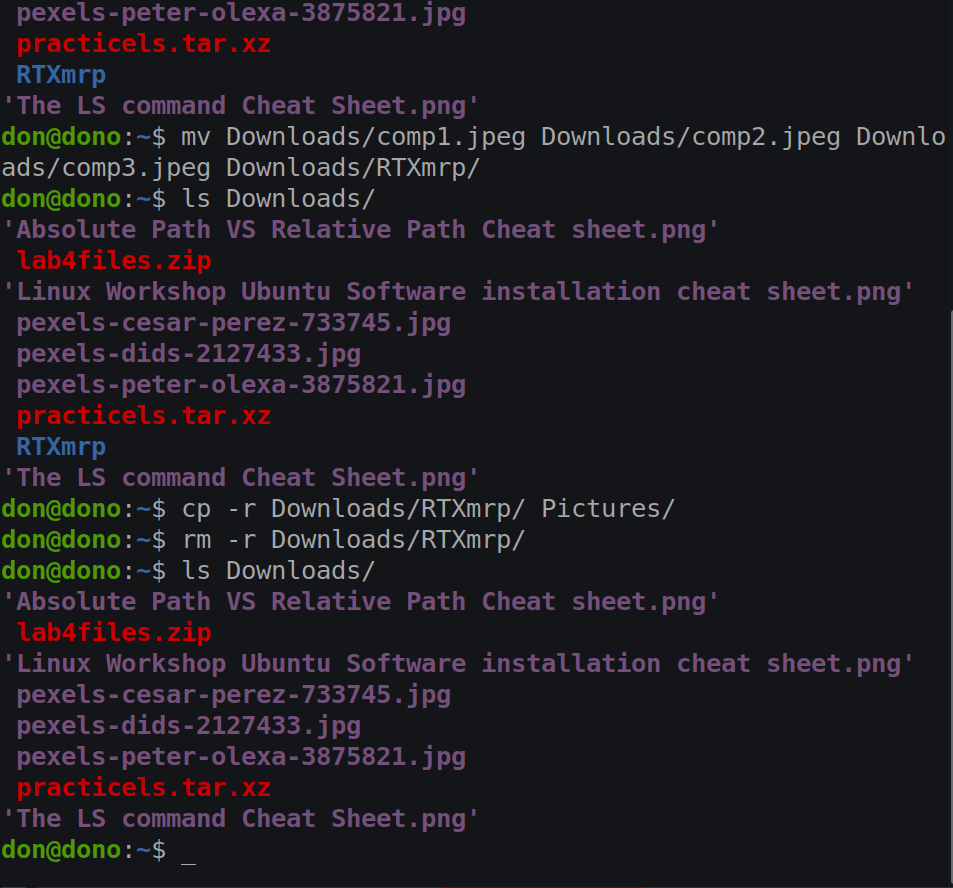 pexels-peter-olexa-3875821.jpg
practicels.tar.xz
RTXmrp
'The LS command Cheat Sheet.png'
don@dono:~$ mv Downloads/comp1.jpeg Downloads/comp2.jpeg Downlo
ads/comp3.jpeg Downloads/RTXmrp/
don@dono:~$ ls Downloads/
'Absolute Path VS Relative Path Cheat sheet.png'
lab4files.zip
'Linux Workshop Ubuntu Software installation cheat sheet.png'
pexels-cesar-perez-733745.jpg
pexels-dids-2127433.jpg
pexels-peter-olexa-3875821.jpg
practicels.tar.xz
RTXmrp
'The LS command Cheat Sheet.png'
don@dono:~$ cp -r Downloads/RTXmrp/ Pictures/
don@dono:~$ rm -r Downloads/RTXmrp/
don@dono:~$ ls Downloads/
'Absolute Path VS Relative Path Cheat sheet.png'
lab4files.zip
'Linux Workshop Ubuntu Software installation cheat sheet.png'
pexels-cesar-perez-733745.jpg
pexels-dids-2127433.jpg
pexels-peter-olexa-3875821.jpg
practicels.tar.xz
'The LS command Cheat Sheet.png'
don@dono:~$ _